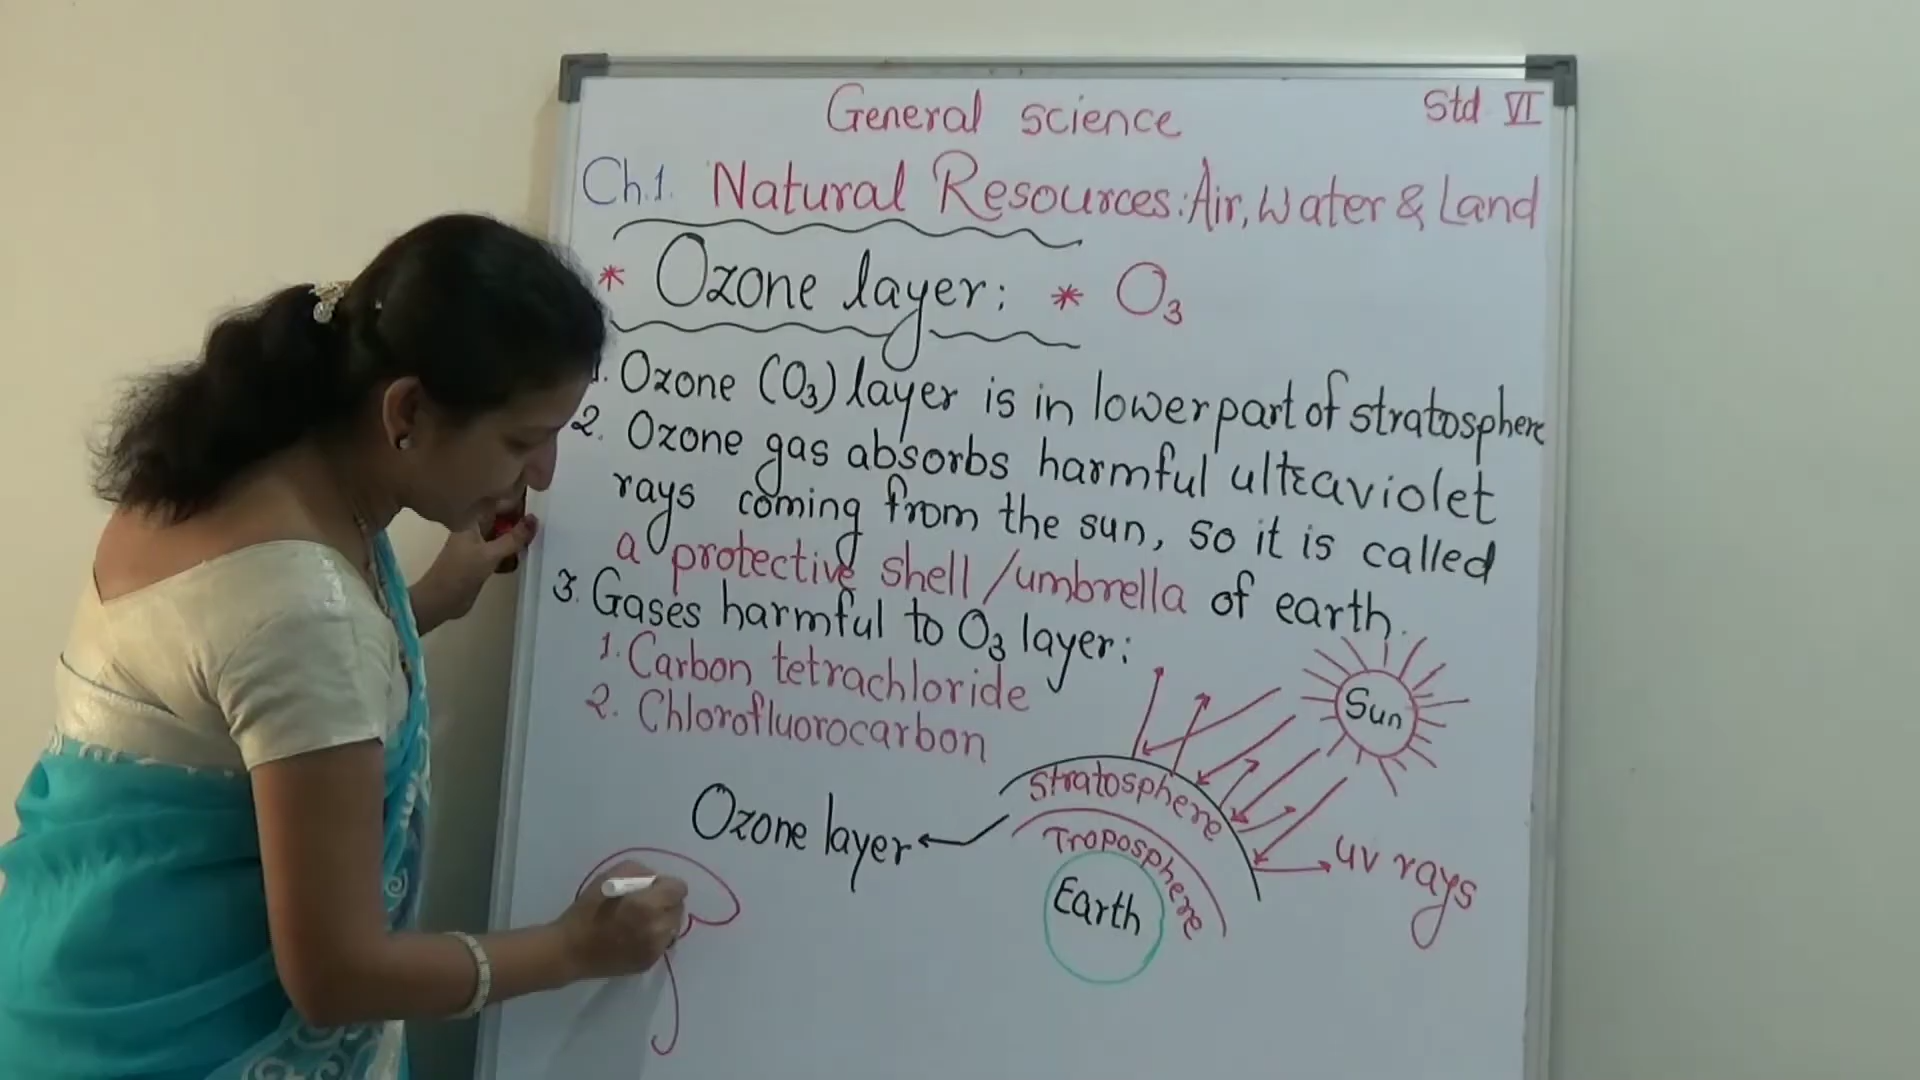 General science
Std VI
Ch.1. Natural Resources: Air, Water & Land
* Ozone layer: * O₃
1. Ozone (O₃) layer is in lower part of stratosphere
2. Ozone gas absorbs harmful ultraviolet
rays coming from the sun, so it is called
a protective shell /umbrella of earth.
3. Gases harmful to O₃ layer:
1. Carbon tetrachloride
2. Chlorofluorocarbon
Sun
Stratosphere
Ozone layer
Troposphere
UV rays
Earth